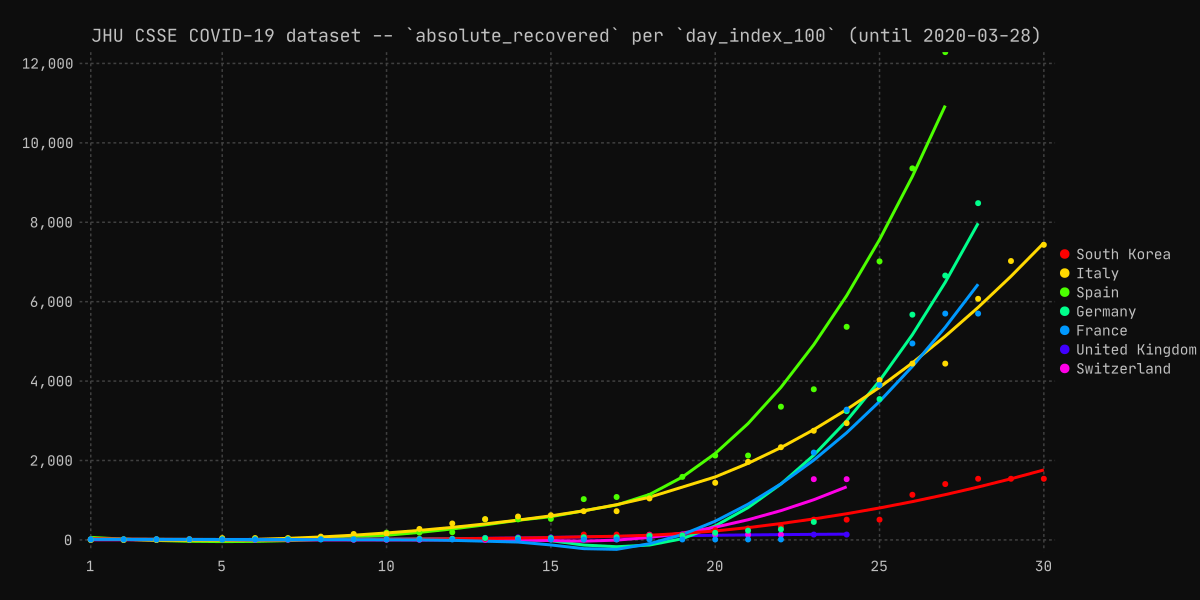 JHU CSSE COVID-19 dataset -- `absolute_recovered` per `day_index_100` (until 2020-03-28)
12,000
10,000
8,000
6,000
4,000
2,000
0
1 5 10 15 20 25 30
South Korea
Italy
Spain
Germany
France
United Kingdom
Switzerland